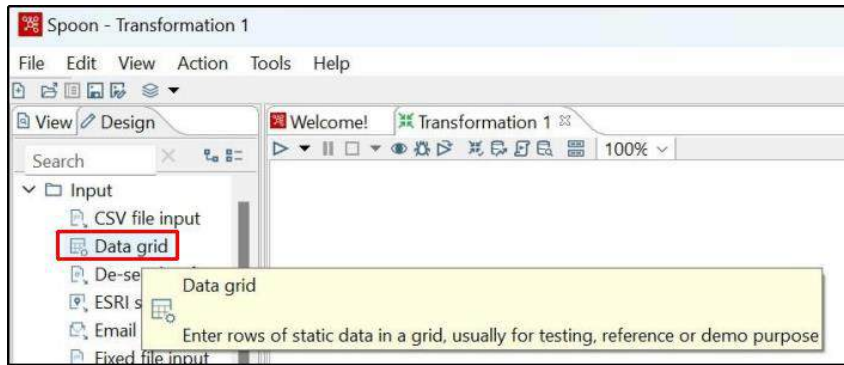 Spoon - Transformation 1
File Edit View Action Tools Help
View Design
Welcome! Transformation 1
Search
100%
Input
CSV file input
Data grid
De-se
Data grid
ESRI s
Enter rows of static data in a grid, usually for testing, reference or demo purpose
Email
Fixed file input